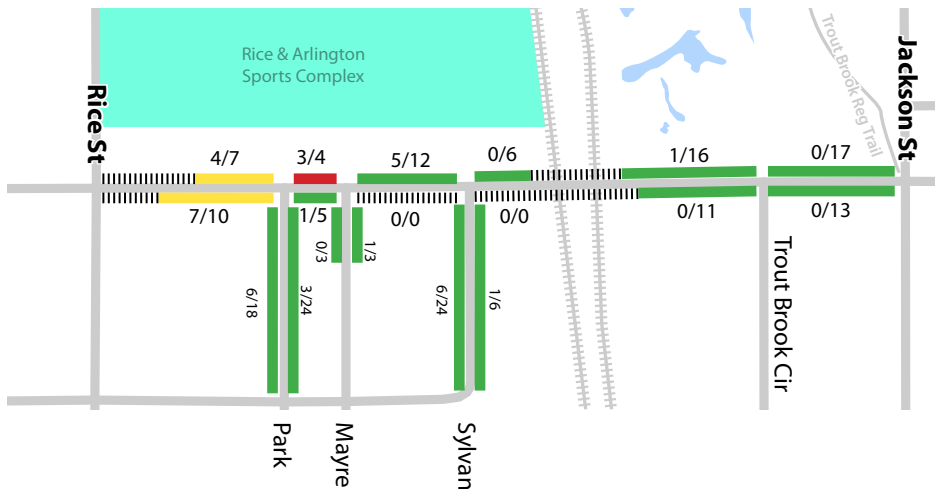 Rice & Arlington
Sports Complex
Rice St
Jackson St
Trout Brook Reg Trail
4/7
3/4
5/12
0/6
1/16
0/17
7/10
1/5
0/0
0/0
0/11
0/13
0/3
1/3
6/18
3/24
6/24
1/6
Trout Brook Cir
Park
Mayre
Sylvan